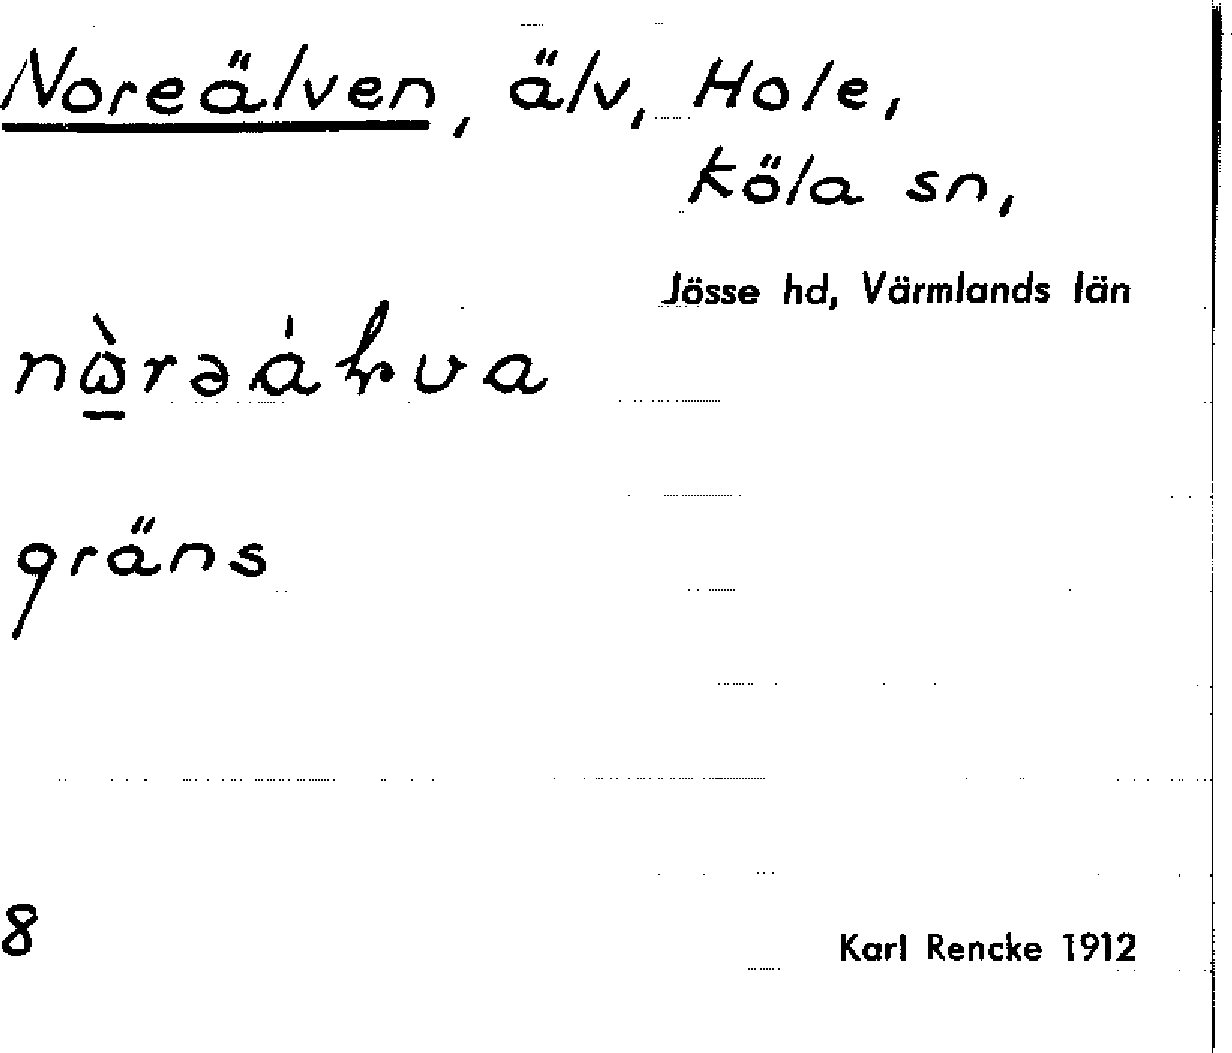 Noreälven, älv, Hole,
Köla sn,
Jösse hd, Värmlands län
gräns
8
Karl Rencke 1912